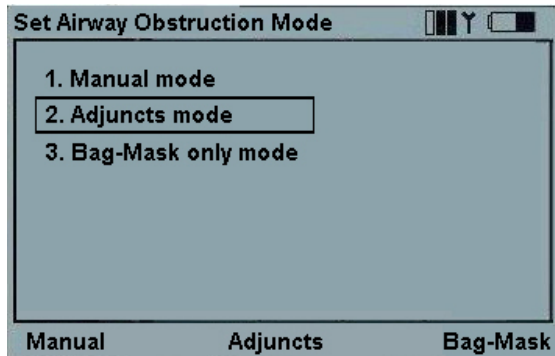 Set Airway Obstruction Mode
1. Manual mode
2. Adjuncts mode
3. Bag-Mask only mode
Manual Adjuncts Bag-Mask